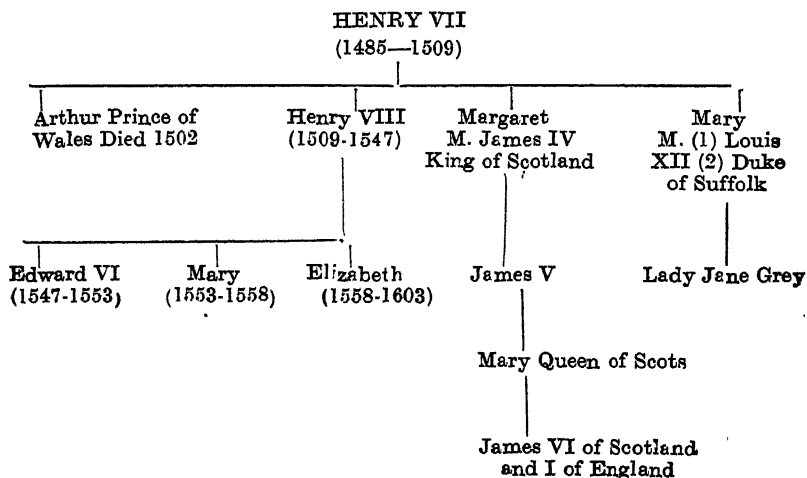 HENRY VII
(1485—1509)
Arthur Prince of
Wales Died 1502
Henry VIII
(1509-1547)
Margaret
M. James IV
King of Scotland
Mary
M. (1) Louis
XII (2) Duke
of Suffolk
Edward VI
(1547-1553)
Mary
(1553-1558)
Elizabeth
(1558-1603)
James V
Lady Jane Grey
Mary Queen of Scots
James VI of Scotland
and I of England